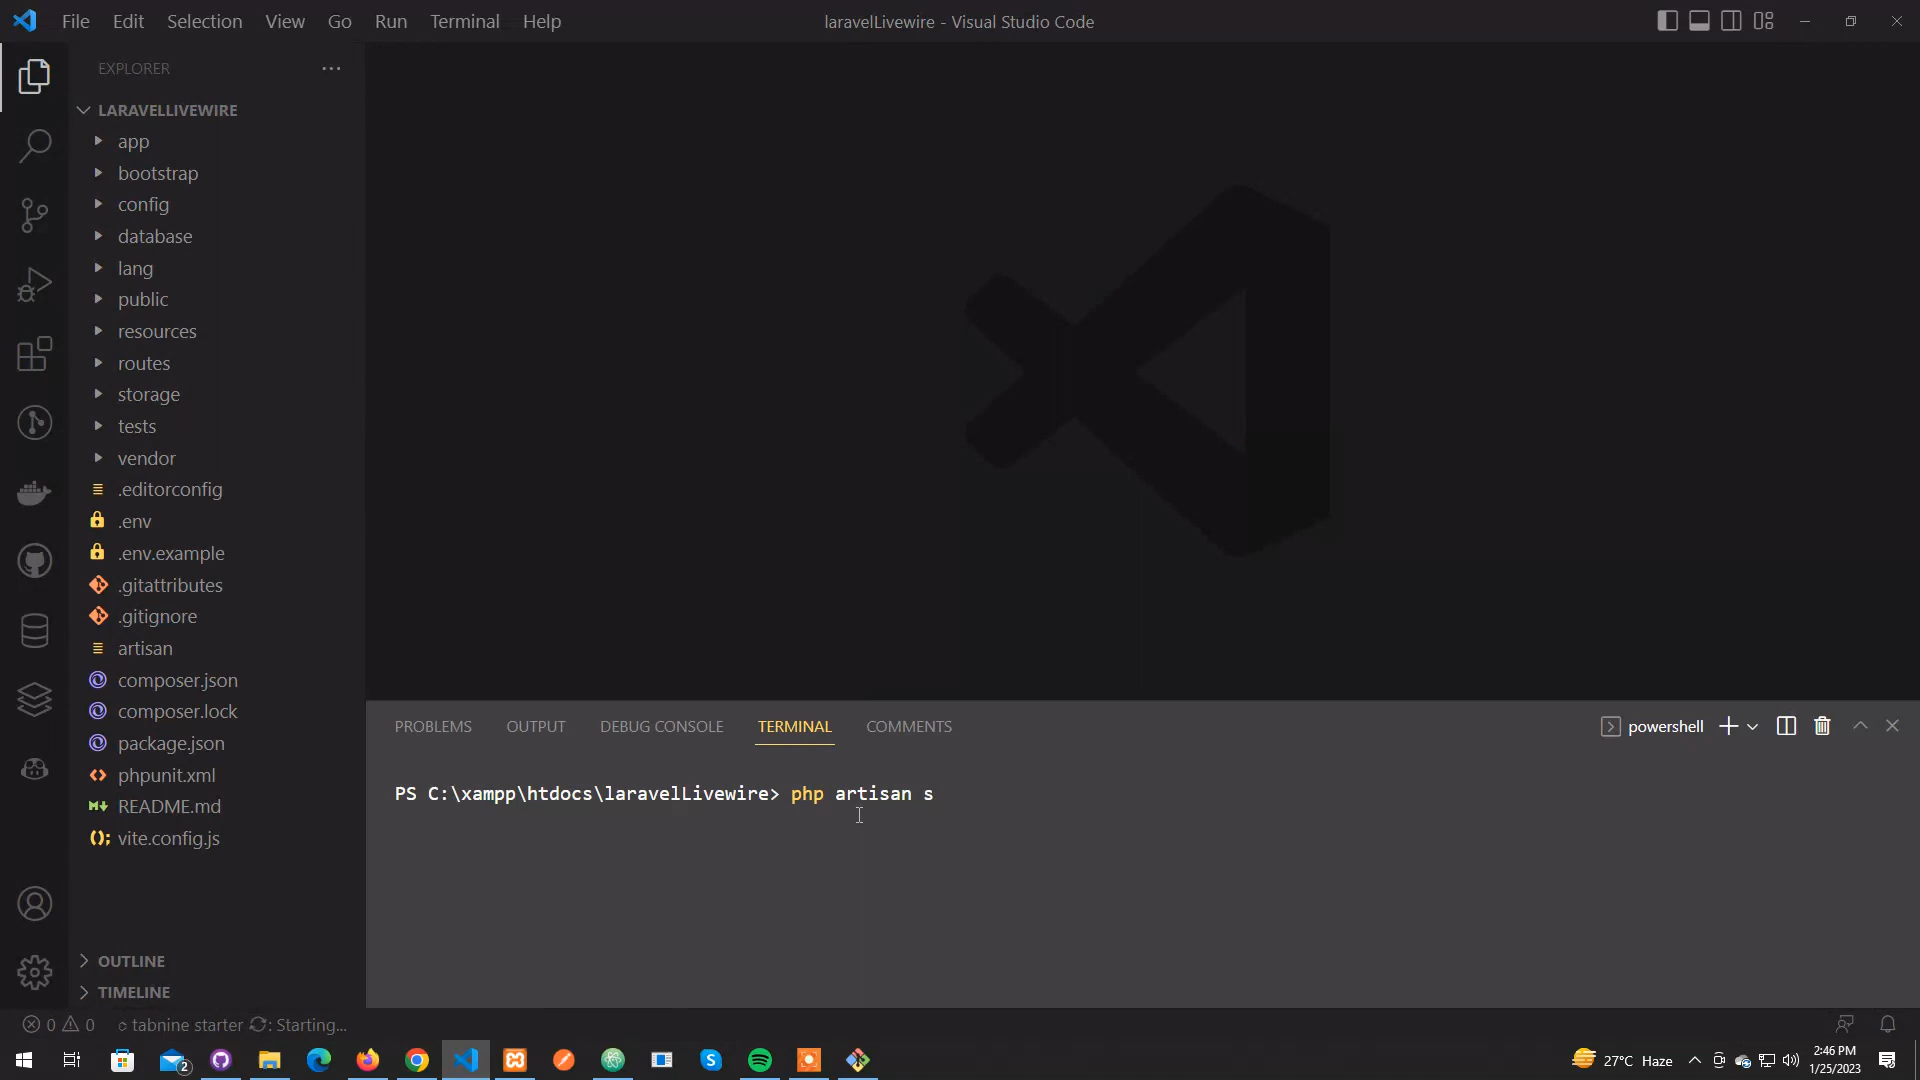 File Edit Selection View Go Run Terminal Help
laravelLivewire - Visual Studio Code
EXPLORER
LARAVELLIVEWIRE
app
bootstrap
config
database
lang
public
resources
routes
storage
tests
vendor
.editorconfig
.env
.env.example
.gitattributes
.gitignore
artisan
composer.json
composer.lock
package.json
phpunit.xml
README.md
vite.config.js
OUTLINE
TIMELINE
PROBLEMS OUTPUT DEBUG CONSOLE TERMINAL COMMENTS
powershell
PS C:\xampp\htdocs\laravelLivewire> php artisan s
0 0 tabnine starter : Starting...
2
27°C Haze
2:46 PM
1/25/2023